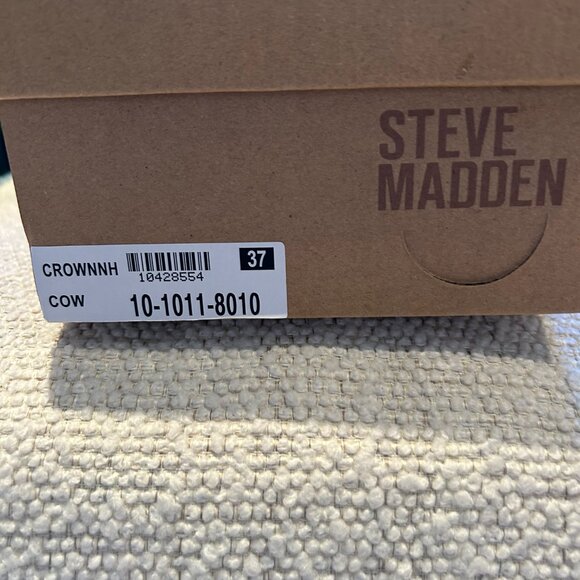 STEVE
MADDEN
CROWNNH 37
10428554
COW 10-1011-8010